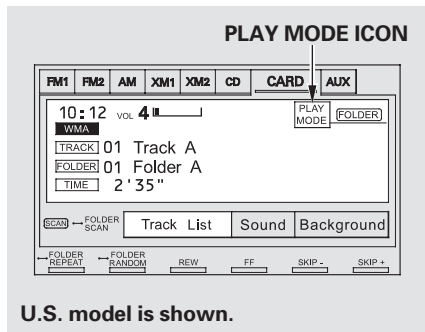 PLAY MODE ICON
FM1 FM2 AM XM1 XM2 CD CARD AUX
10:12 VOL 4 PLAY MODE FOLDER
WMA
TRACK 01 Track A
FOLDER 01 Folder A
TIME 2'35"
SCAN ↔ FOLDER SCAN Track List Sound Background
↔ FOLDER REPEAT ↔ FOLDER RANDOM REW FF SKIP - SKIP +
U.S. model is shown.